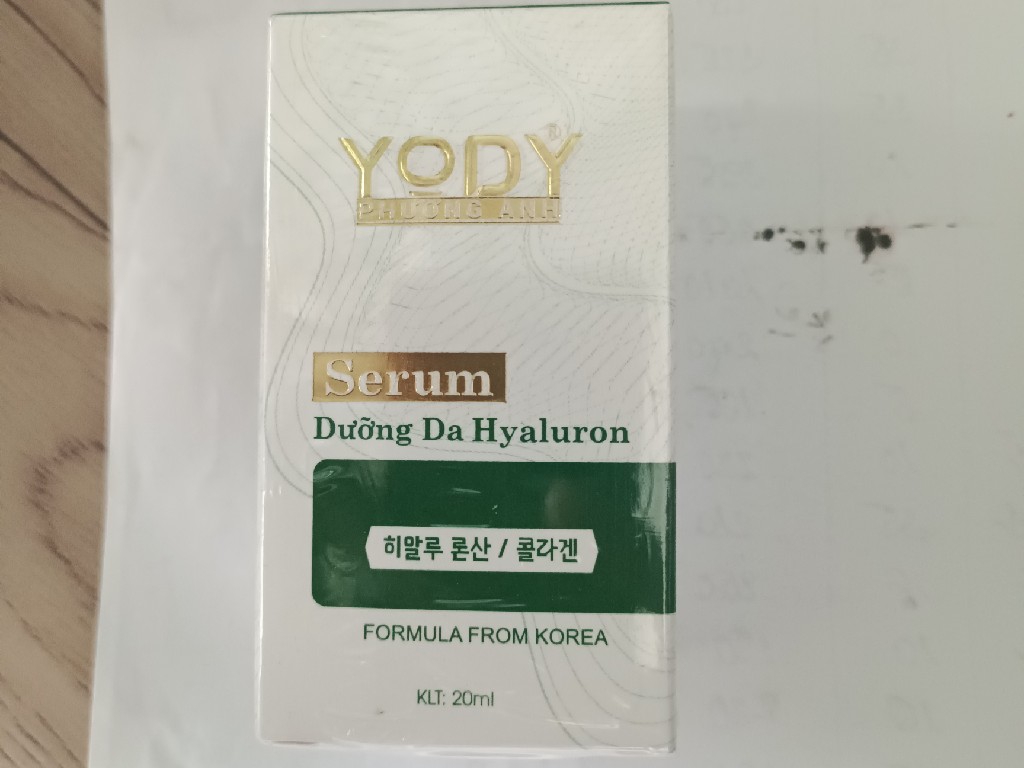 YODY®
PHƯƠNG ANH
Serum
Dưỡng Da Hyaluron
히알루 론산 / 콜라겐
FORMULA FROM KOREA
KLT: 20ml